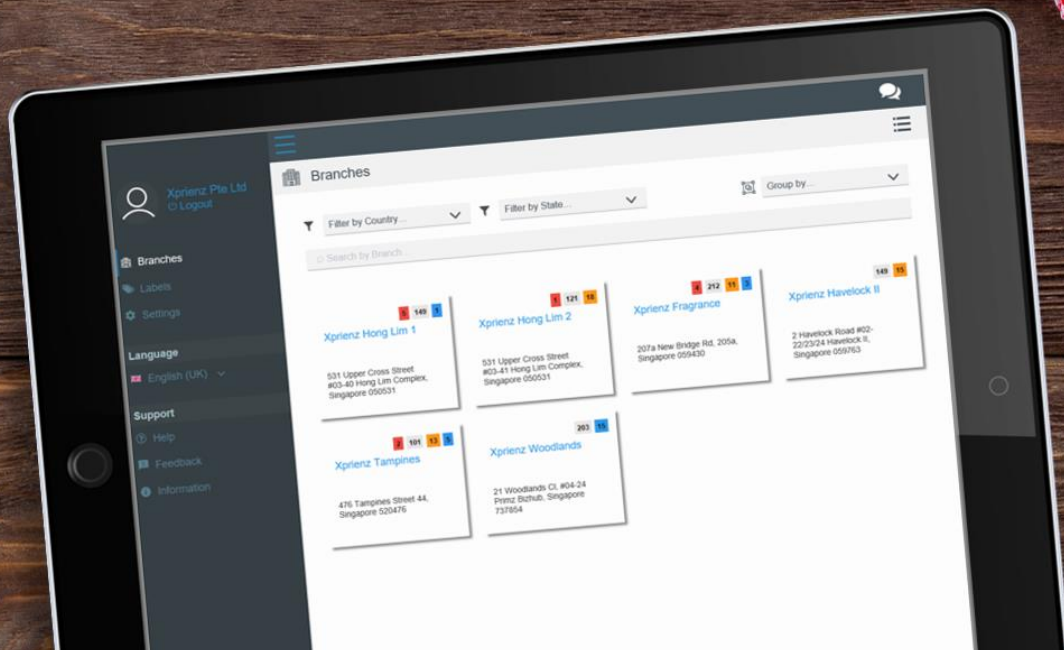 Xprienz Pte Ltd
Logout
Branches
Labels
Settings
Language
English (UK)
Support
Help
Feedback
Information
Branches
Filter by Country...
Filter by State...
Group by...
Search by Branch...
149 1
Xprienz Hong Lim 1
531 Upper Cross Street
#03-40 Hong Lim Complex,
Singapore 050531
1 121 18
Xprienz Hong Lim 2
531 Upper Cross Street
#03-41 Hong Lim Complex,
Singapore 050531
4 212 11 3
Xprienz Fragrance
207a New Bridge Rd, 205a,
Singapore 059430
149 15
Xprienz Havelock II
2 Havelock Road #02-
22/23/24 Havelock II,
Singapore 059763
2 101 13 5
Xprienz Tampines
476 Tampines Street 44,
Singapore 520476
203 15
Xprienz Woodlands
21 Woodlands Cl, #04-24
Primz Bizhub, Singapore
737854